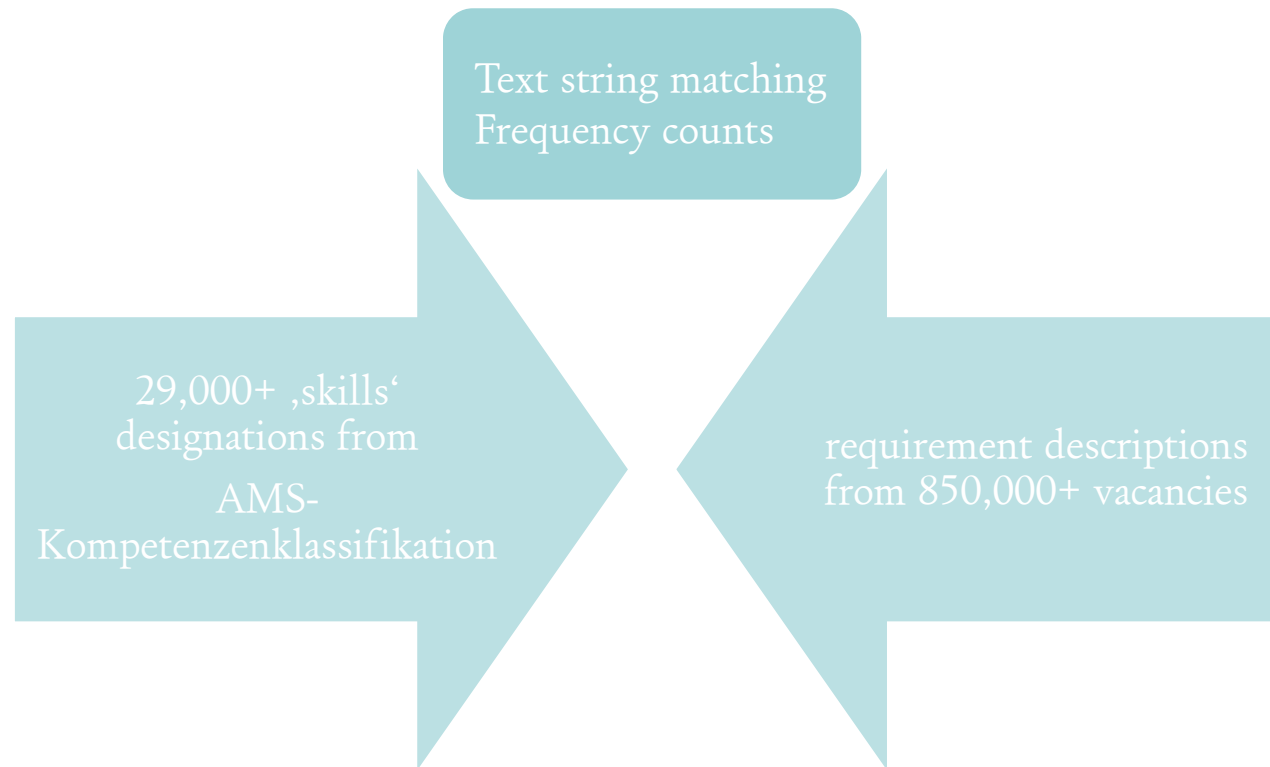 Text string matching
Frequency counts
29,000+ ‚skills‘
designations from
AMS-
Kompetenzenklassifikation
requirement descriptions
from 850,000+ vacancies